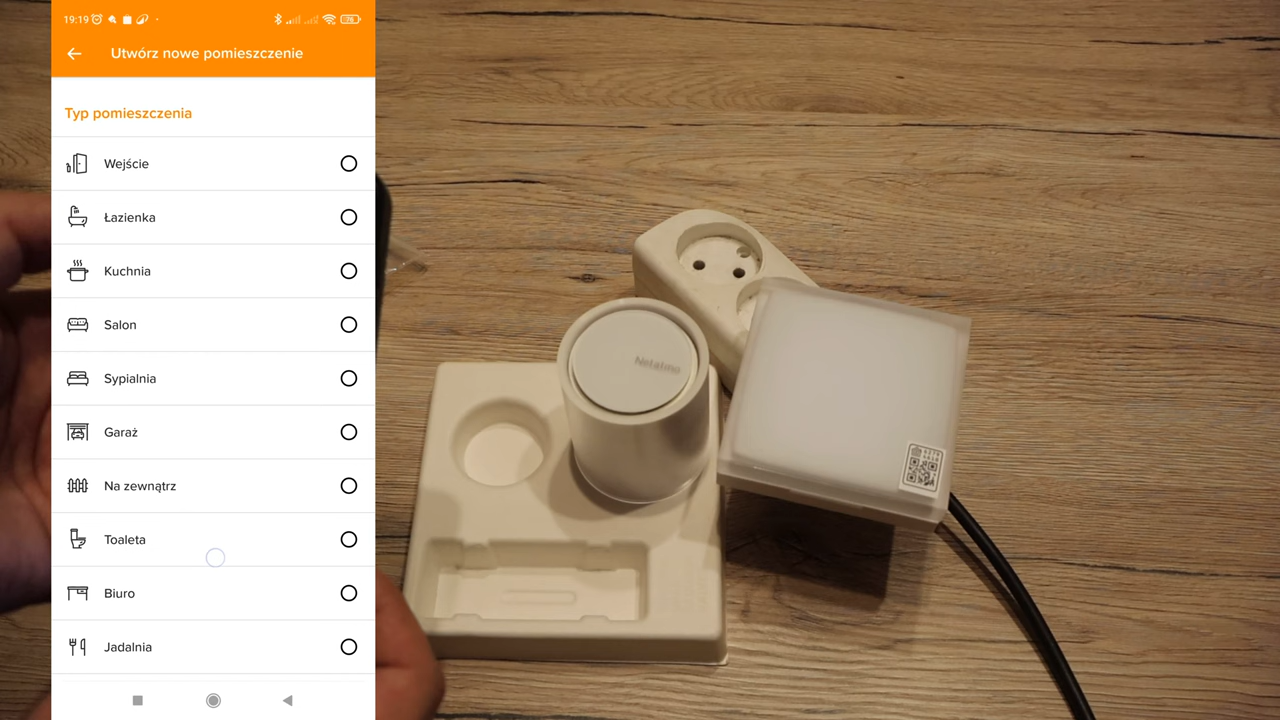 19:19
Utwórz nowe pomieszczenie
Typ pomieszczenia
Wejście
Łazienka
Kuchnia
Salon
Sypialnia
Garaż
Na zewnątrz
Toaleta
Biuro
Jadalnia
Netatmo